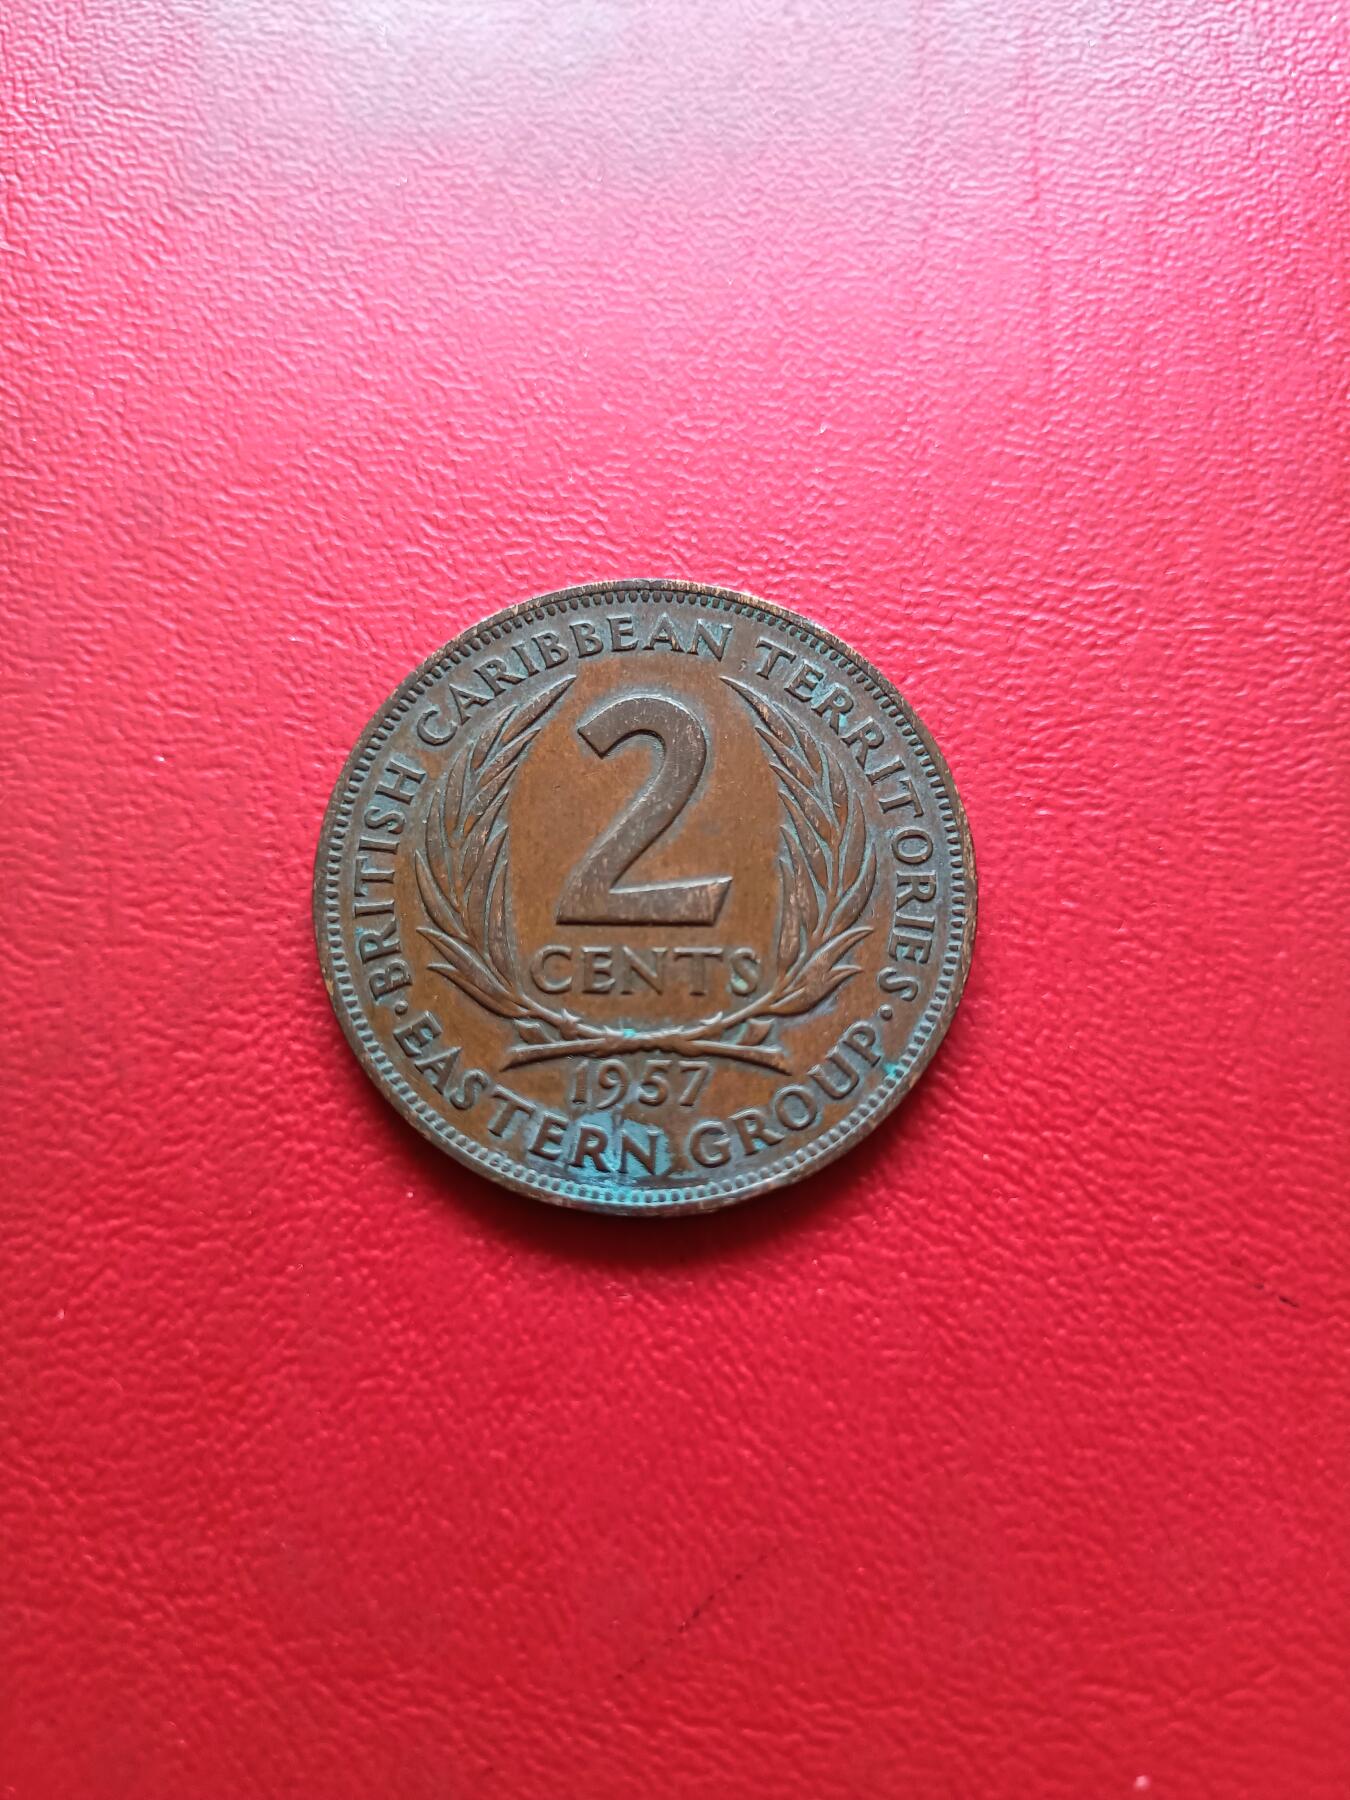 BRITISH CARIBBEAN TERRITORIES
2
CENTS
1957
· EASTERN GROUP ·